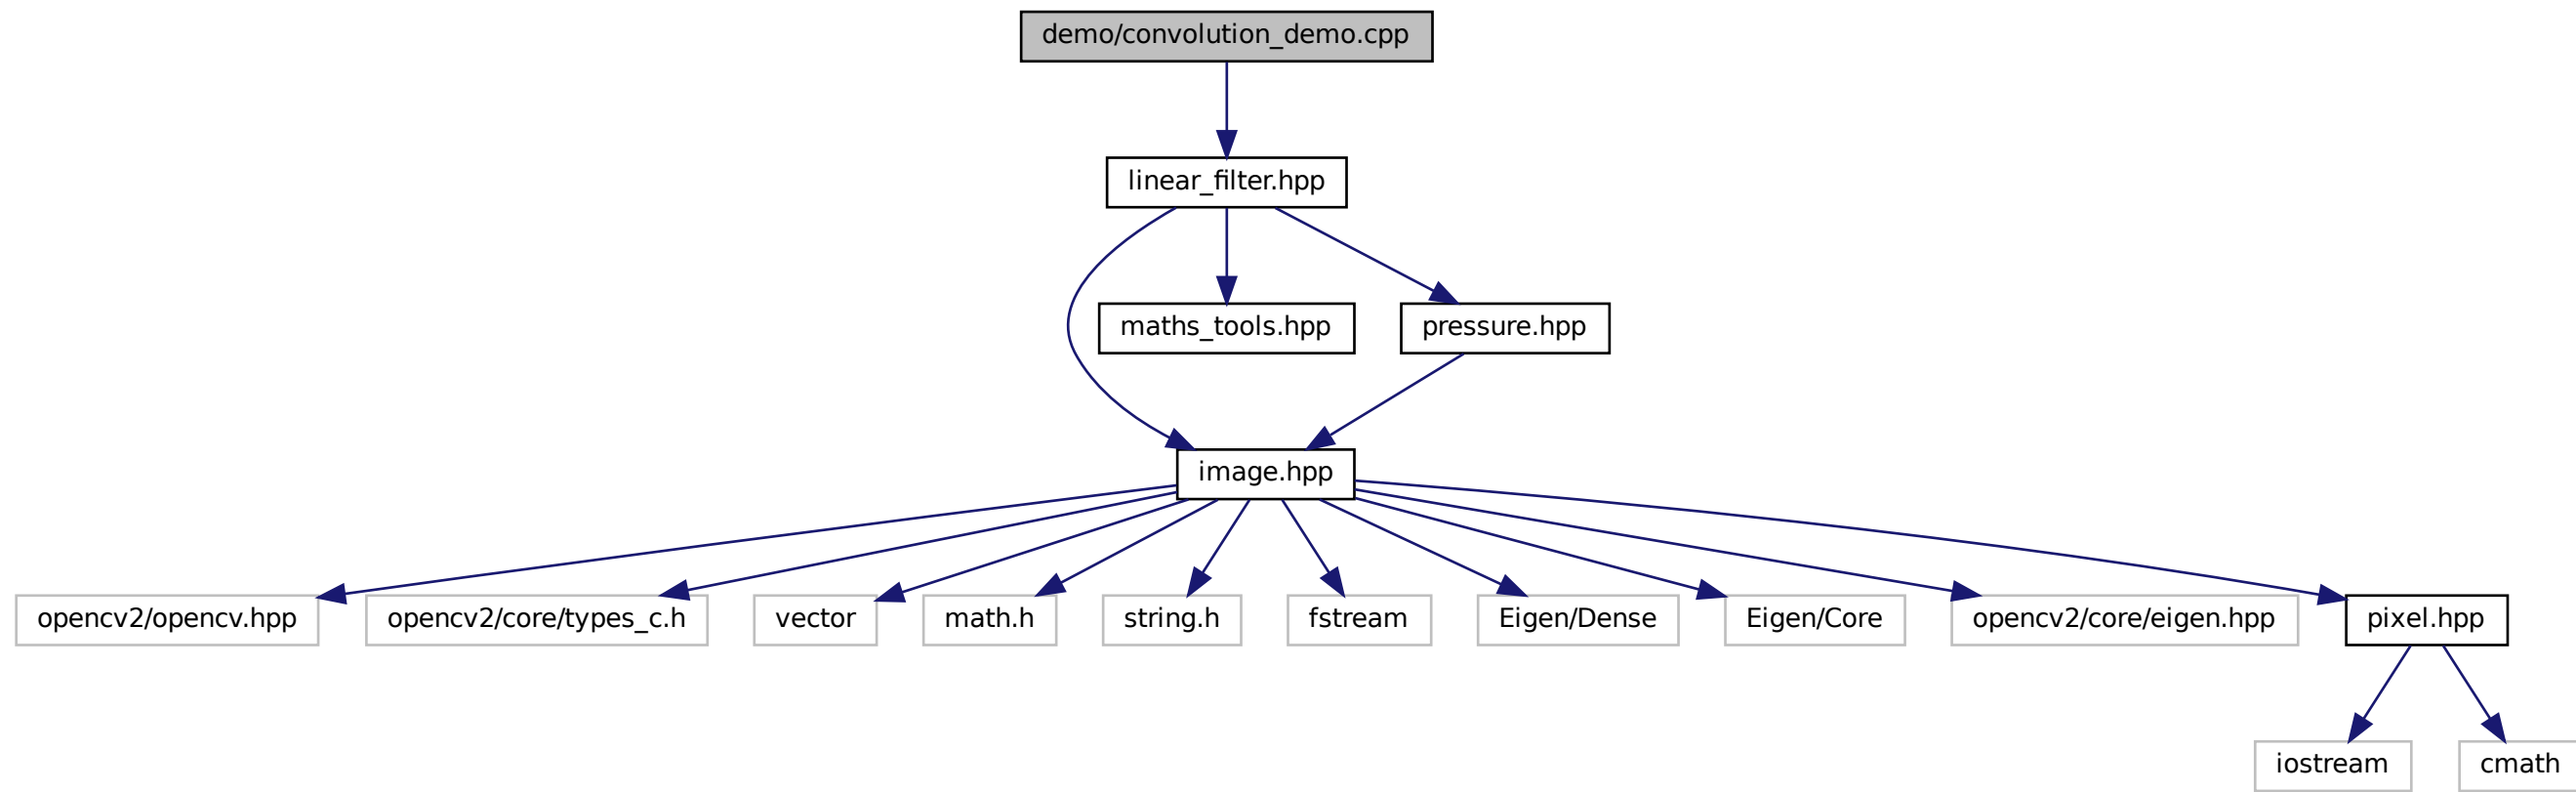 demo/convolution_demo.cpp
linear_filter.hpp
maths_tools.hpp
pressure.hpp
image.hpp
opencv2/opencv.hpp
opencv2/core/types_c.h
vector
math.h
string.h
fstream
Eigen/Dense
Eigen/Core
opencv2/core/eigen.hpp
pixel.hpp
iostream
cmath